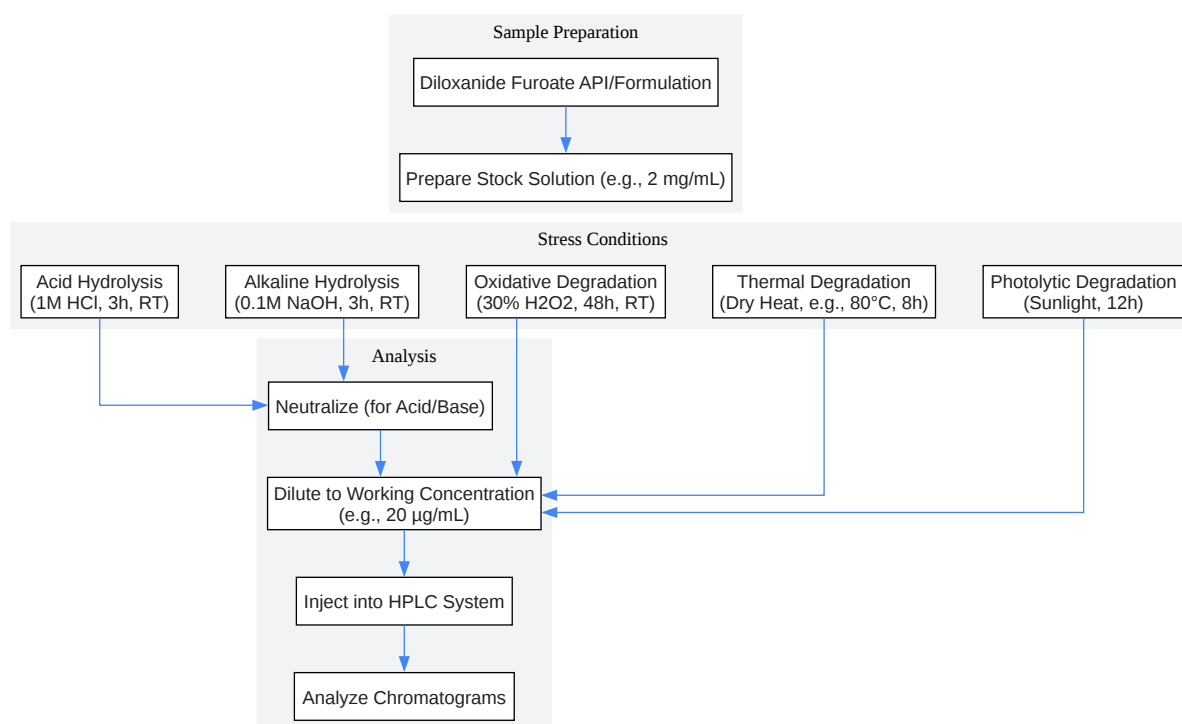 Sample Preparation
Diloxanide Furoate API/Formulation
Prepare Stock Solution (e.g., 2 mg/mL)
Stress Conditions
Acid Hydrolysis
(1M HCl, 3h, RT)
Alkaline Hydrolysis
(0.1M NaOH, 3h, RT)
Oxidative Degradation
(30% H2O2, 48h, RT)
Thermal Degradation
(Dry Heat, e.g., 80°C, 8h)
Photolytic Degradation
(Sunlight, 12h)
Analysis
Neutralize (for Acid/Base)
Dilute to Working Concentration
(e.g., 20 µg/mL)
Inject into HPLC System
Analyze Chromatograms